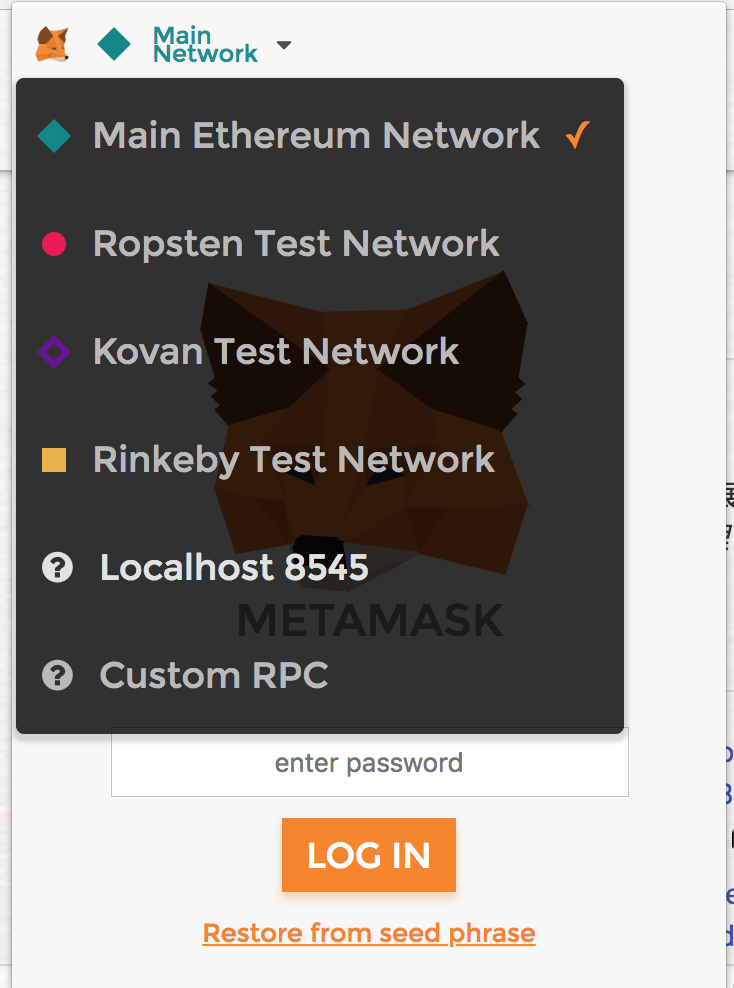 Main
Network
Main Ethereum Network
Ropsten Test Network
Kovan Test Network
Rinkeby Test Network
Localhost 8545
METAMASK
Custom RPC
enter password
LOG IN
Restore from seed phrase